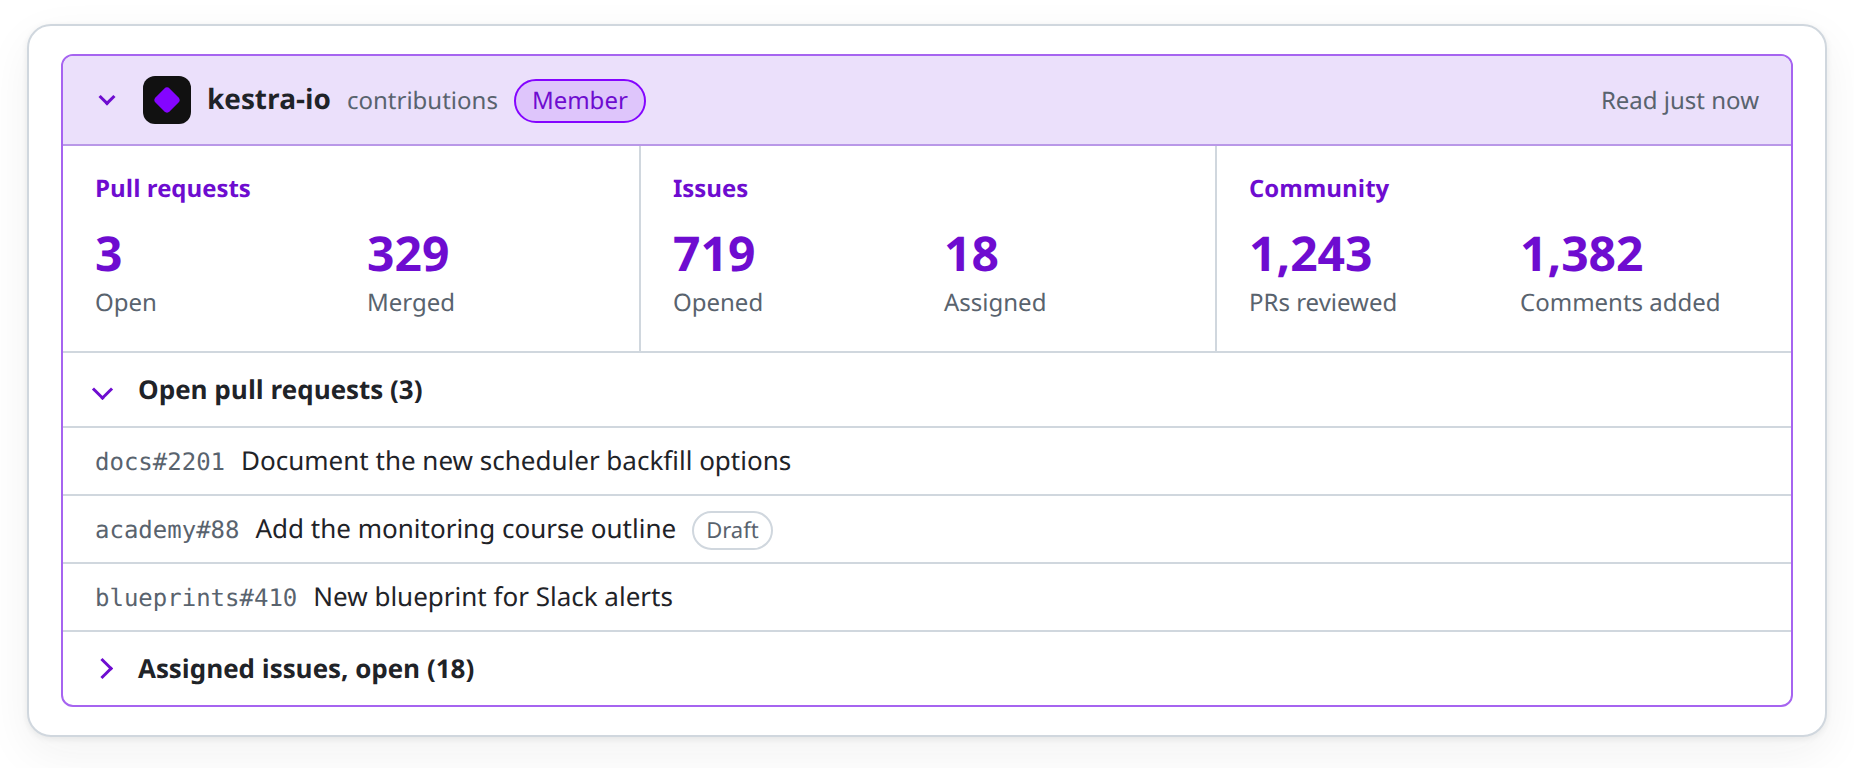 kestra-io contributions Member Read just now
Pull requests Issues Community
3 329 719 18 1,243 1,382
Open Merged Opened Assigned PRs reviewed Comments added
Open pull requests (3)
docs#2201 Document the new scheduler backfill options
academy#88 Add the monitoring course outline Draft
blueprints#410 New blueprint for Slack alerts
Assigned issues, open (18)